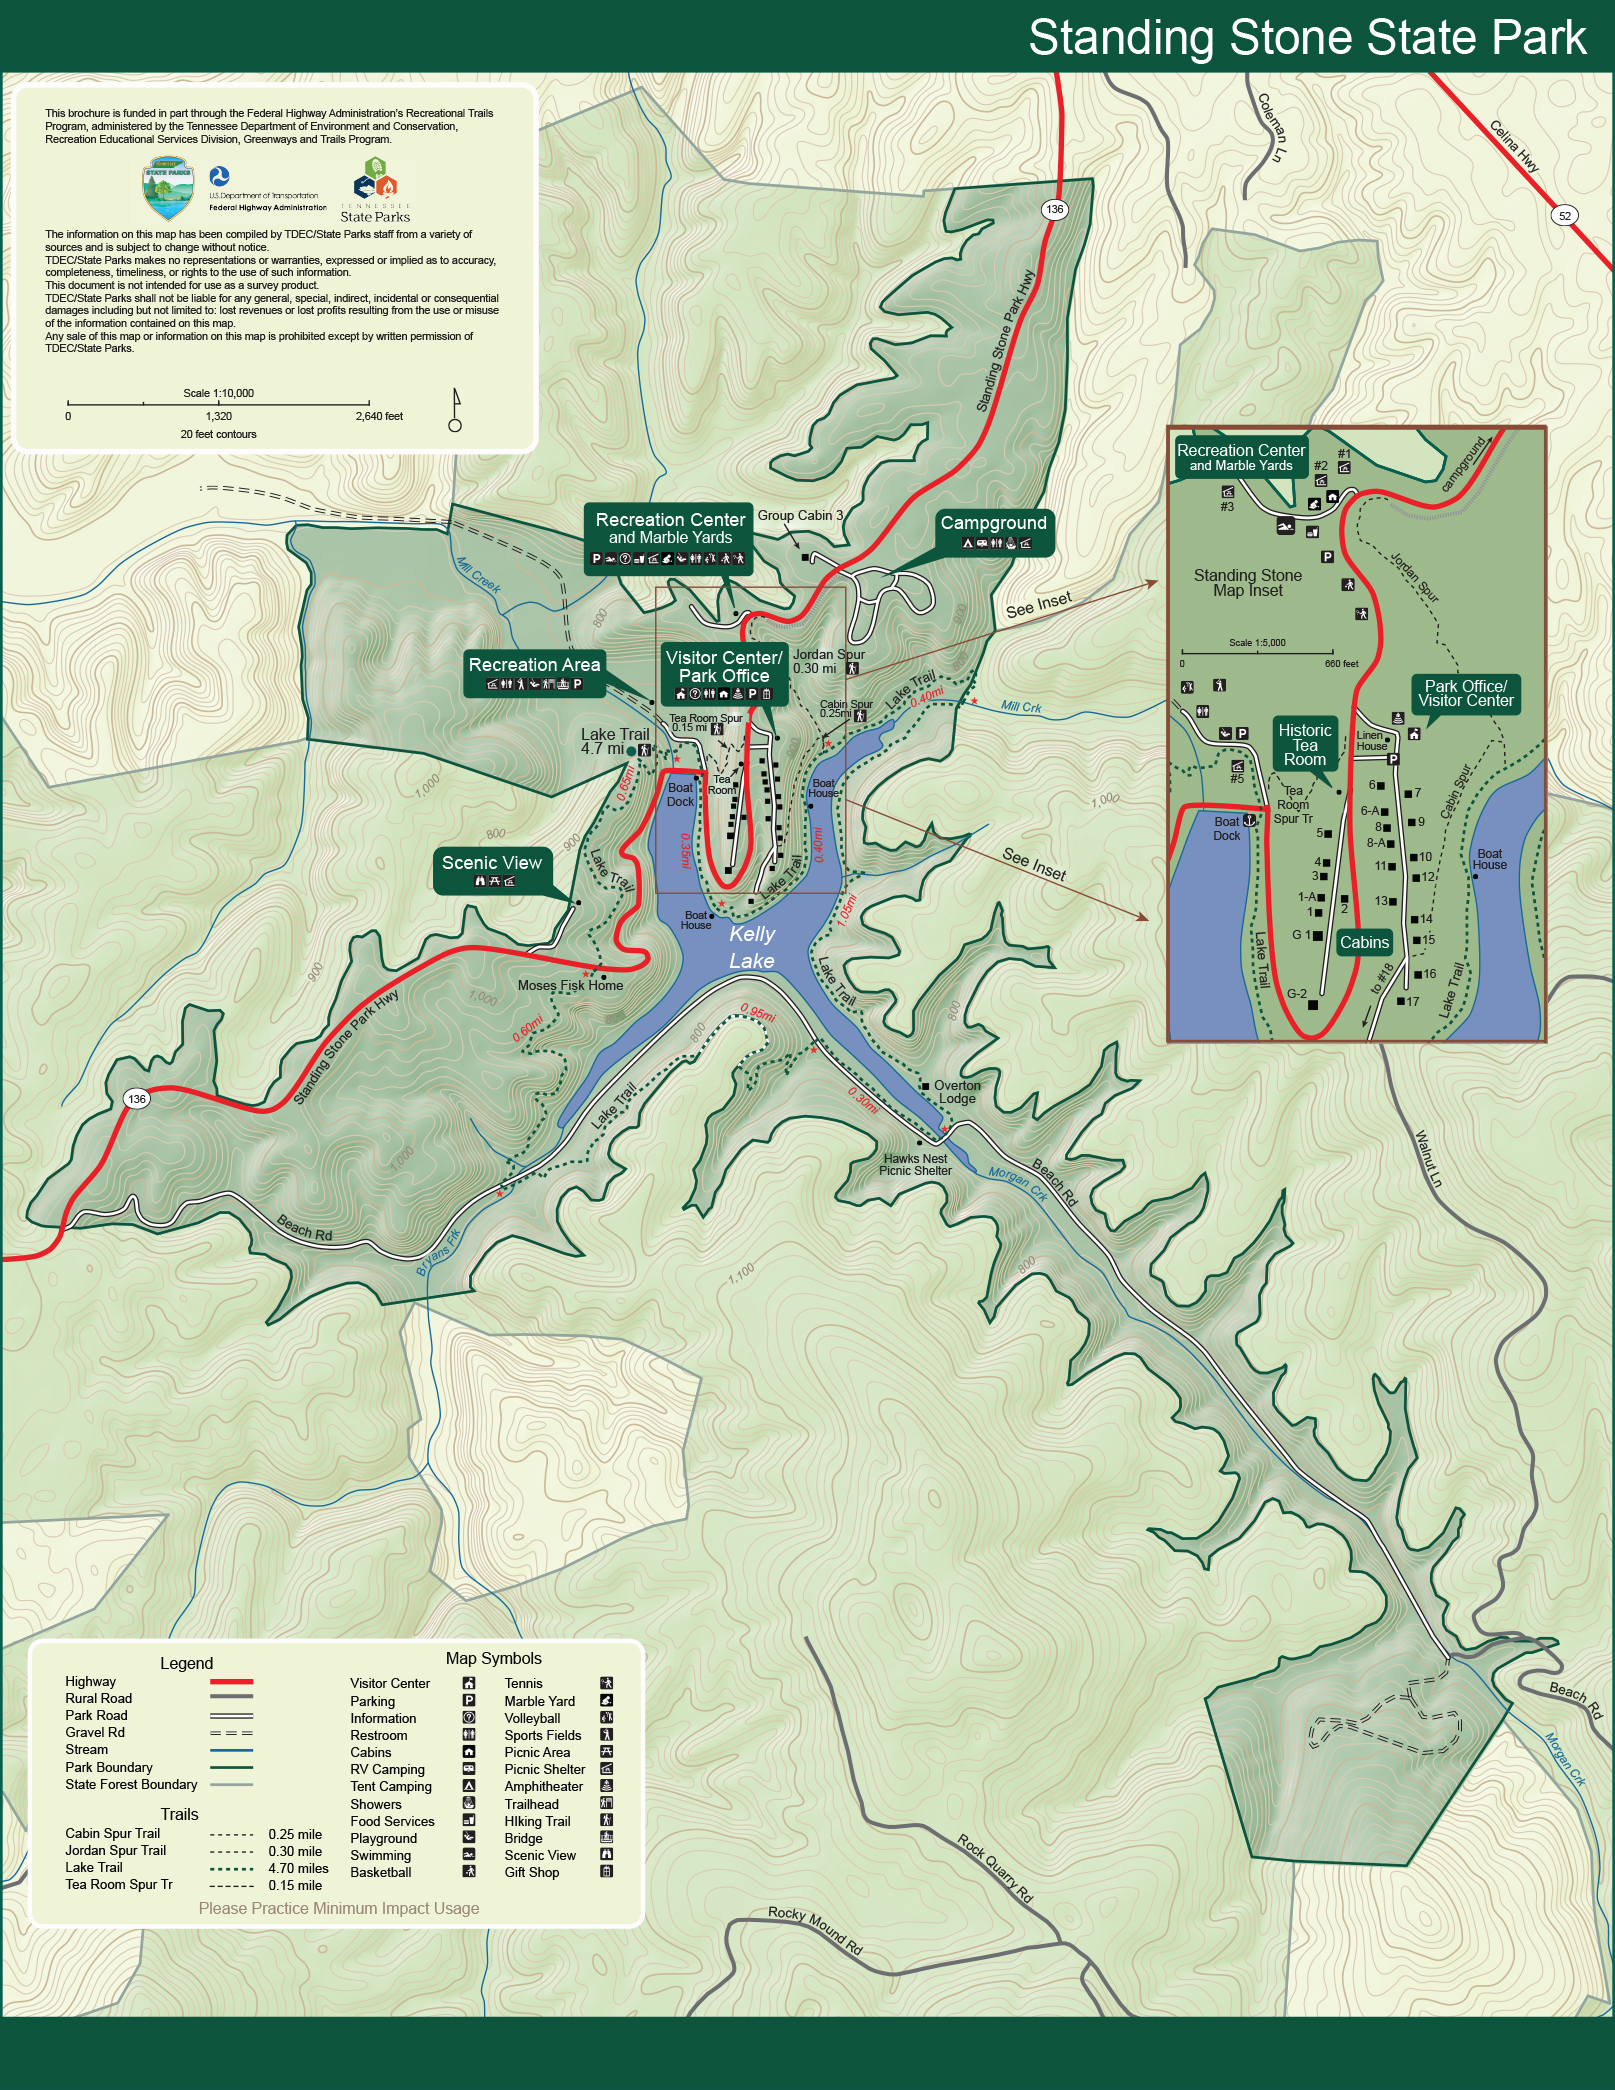 Standing Stone State Park
This brochure is funded in part through the Federal Highway Administration's Recreational Trails
Program, administered by the Tennessee Department of Environment and Conservation,
Recreation Educational Services Division, Greenways and Trails Program.
TENNESSEE
STATE PARKS
U.S.Department of Transportation
Federal Highway Administration
TENNESSEE
State Parks
The information on this map has been compiled by TDEC/State Parks staff from a variety of
sources and is subject to change without notice.
TDEC/State Parks makes no representations or warranties, expressed or implied as to accuracy,
completeness, timeliness, or rights to the use of such information.
This document is not intended for use as a survey product.
TDEC/State Parks shall not be liable for any general, special, indirect, incidental or consequential
damages including but not limited to: lost revenues or lost profits resulting from the use or misuse
of the information contained on this map.
Any sale of this map or information on this map is prohibited except by written permission of
TDEC/State Parks.
Scale 1:10,000
0
1,320
2,640 feet
20 feet contours
Coleman Ln
Celina Hwy
52
136
Standing Stone Park Hwy
Recreation Center
and Marble Yards
Group Cabin 3
Campground
Mill Creek
800
900
800
See Inset
Recreation Area
Visitor Center/
Park Office
Jordan Spur
0.30 mi
Lake Trail
0.40mi
Mill Crk
Cabin Spur
0.25mi
Tea Room Spur
0.15 mi
Lake Trail
4.7 mi
0.65mi
800
Tea
Room
Boat
Dock
Boat
House
1,000
1,000
800
900
0.35mi
0.40mi
See Inset
Scenic View
Lake Trail
Lake Trail
1.05mi
Boat
House
Kelly
Lake
900
1,000
Moses Fisk Home
Lake Trail
800
0.60mi
800
0.95mi
800
Standing Stone Park Hwy
136
Lake Trail
0.30mi
Overton
Lodge
1,000
Hawks Nest
Picnic Shelter
Morgan Crk
Beach Rd
Beach Rd
Bryans Frk
1,100
800
Walnut Ln
Beach Rd
Morgan Crk
Rock Quarry Rd
Rocky Mound Rd
Recreation Center
and Marble Yards
#1
#2
#3
campground
Standing Stone
Map Inset
Jordan Spur
Scale 1:5,000
0
660 feet
Park Office/
Visitor Center
Historic
Tea
Room
Linen
House
#5
Tea
Room
Spur Tr
Boat
Dock
Cabin Spur
6
7
6-A
8
9
8-A
5
4
3
10
11
12
1-A
1
2
13
14
G 1
Cabins
15
16
17
G-2
to #18
Boat
House
Lake Trail
Lake Trail
Legend
Highway
Rural Road
Park Road
Gravel Rd
Stream
Park Boundary
State Forest Boundary
Trails
Cabin Spur Trail 0.25 mile
Jordan Spur Trail 0.30 mile
Lake Trail 4.70 miles
Tea Room Spur Tr 0.15 mile
Map Symbols
Visitor Center
Parking
Information
Restroom
Cabins
RV Camping
Tent Camping
Showers
Food Services
Playground
Swimming
Basketball
Tennis
Marble Yard
Volleyball
Sports Fields
Picnic Area
Picnic Shelter
Amphitheater
Trailhead
HIking Trail
Bridge
Scenic View
Gift Shop
Please Practice Minimum Impact Usage